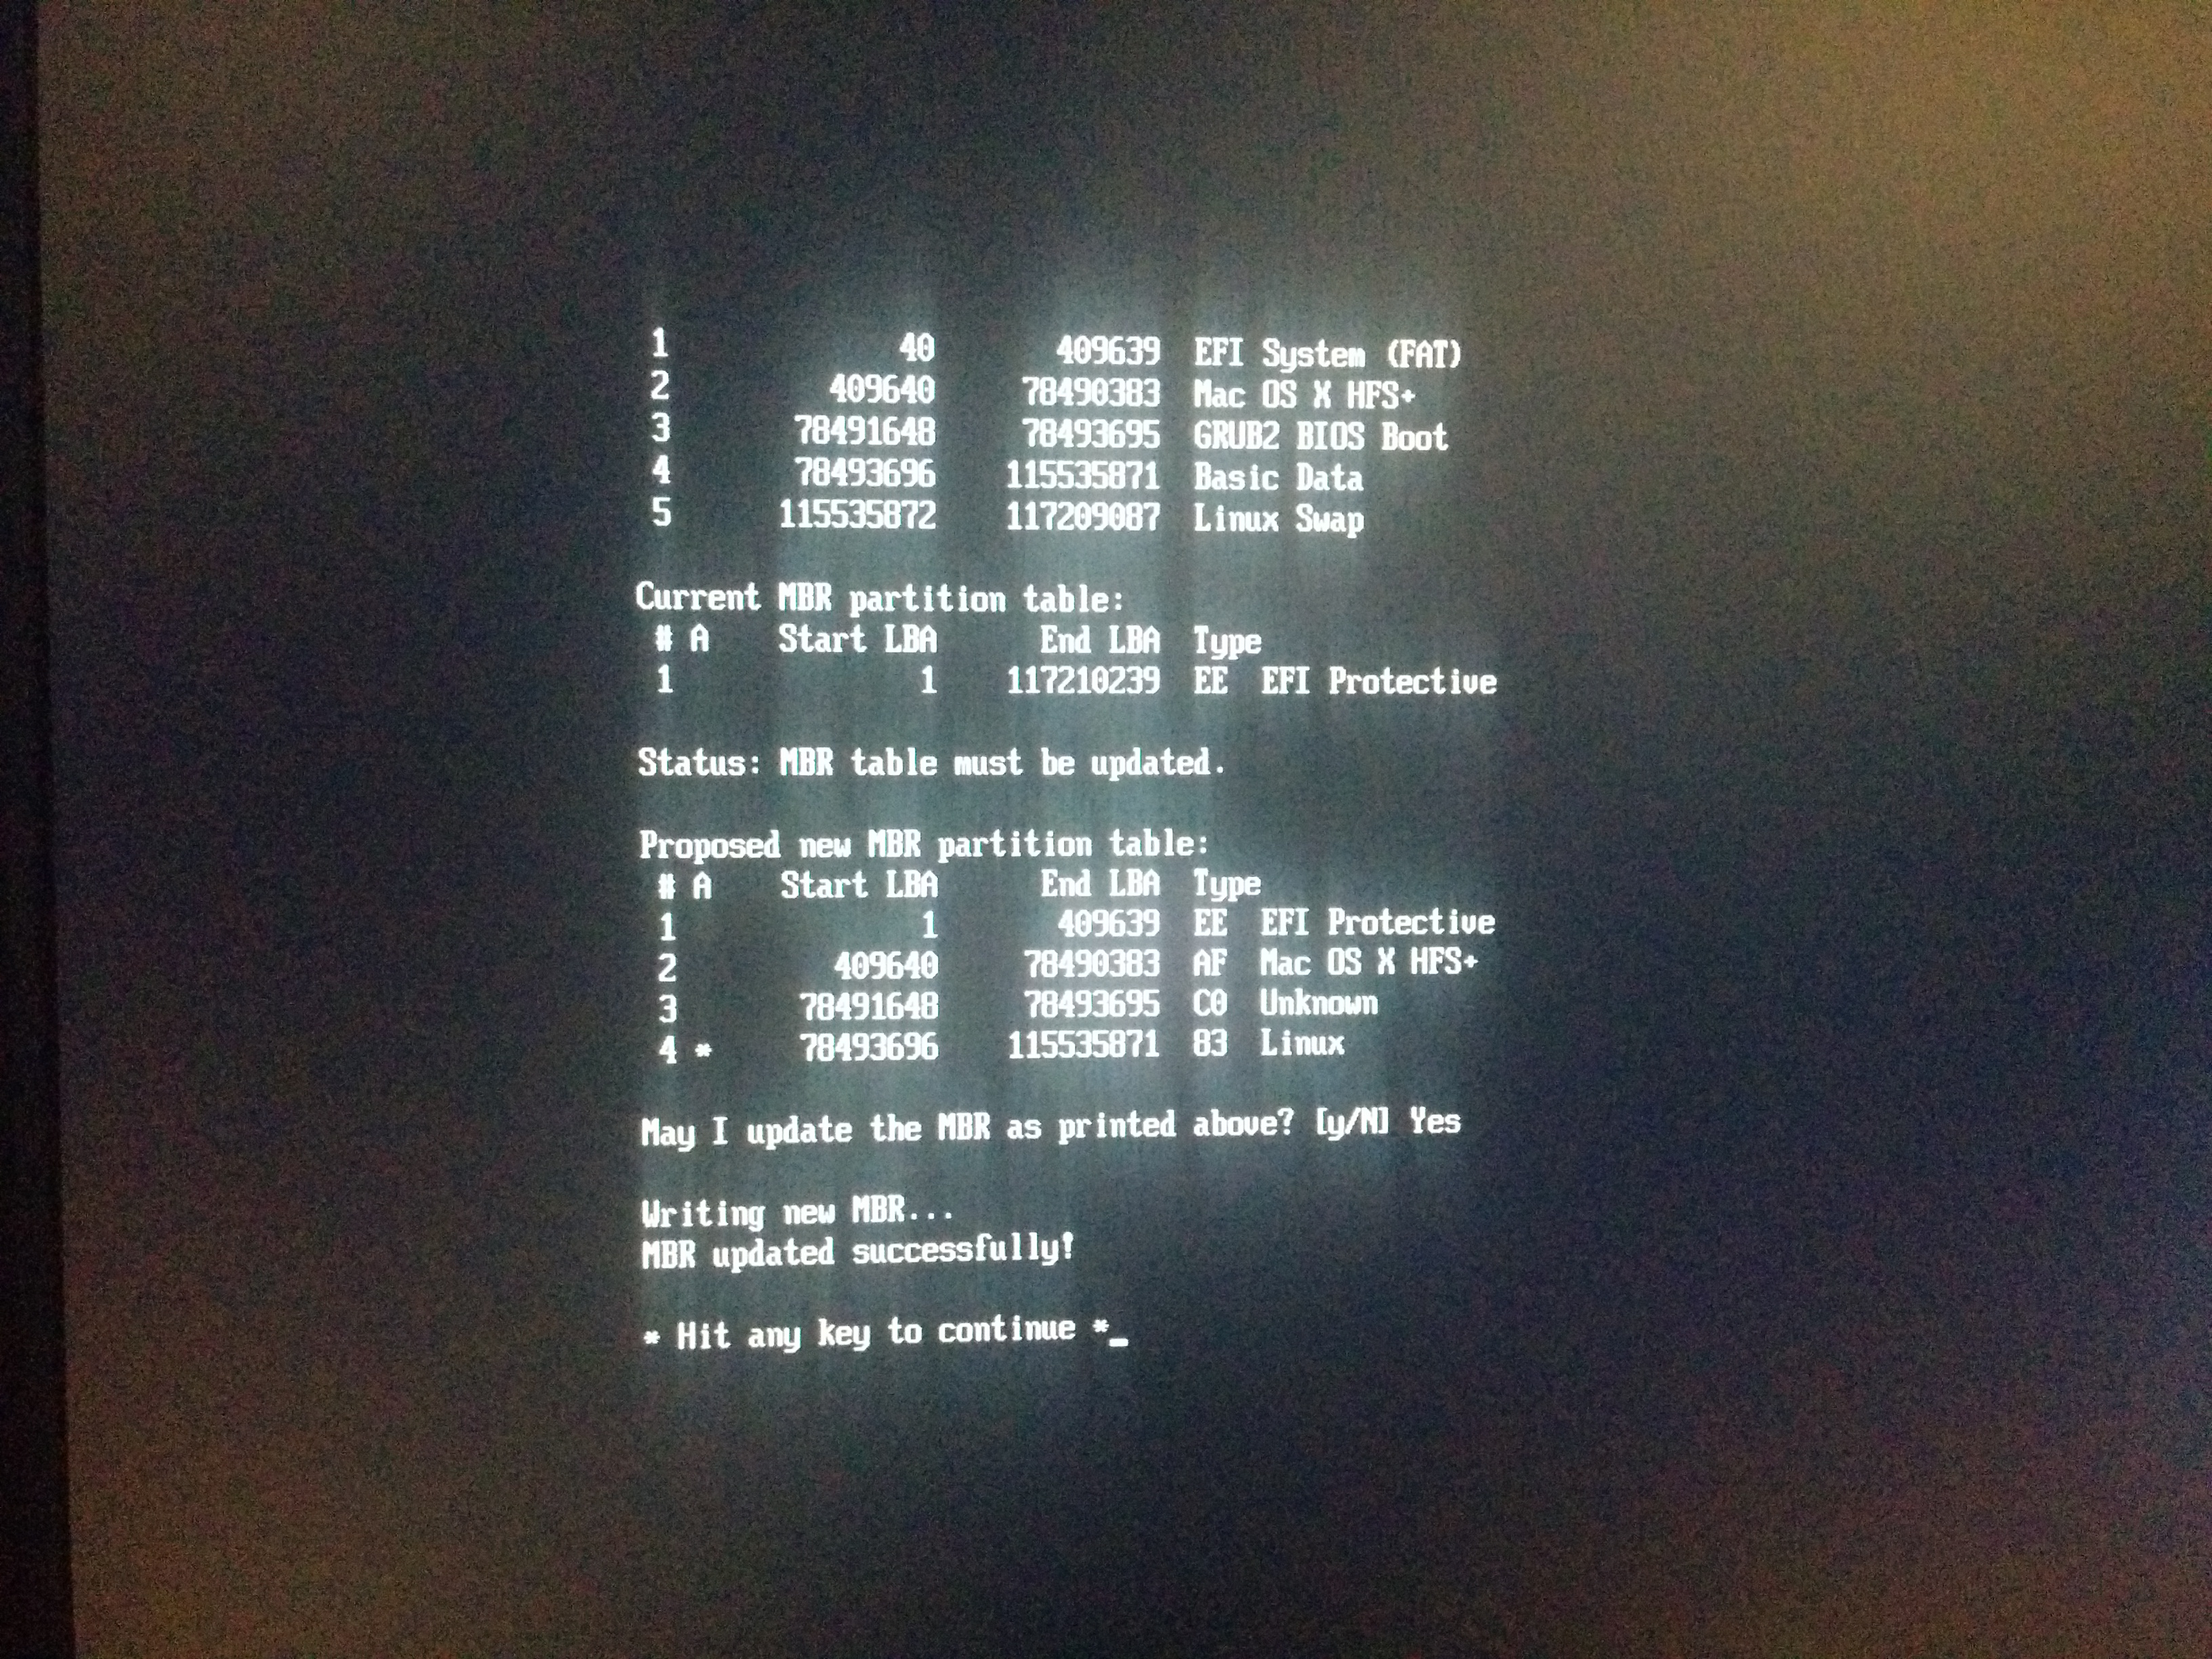 1 40 409639 EFI System (FAT)
2 409640 78490383 Mac OS X HFS+
3 78491648 78493695 GRUB2 BIOS Boot
4 78493696 115535871 Basic Data
5 115535872 117209087 Linux Swap
Current MBR partition table:
# A Start LBA End LBA Type
1 1 117210239 EE EFI Protective
Status: MBR table must be updated.
Proposed new MBR partition table:
# A Start LBA End LBA Type
1 1 409639 EE EFI Protective
2 409640 78490383 AF Mac OS X HFS+
3 78491648 78493695 C0 Unknown
4 * 78493696 115535871 83 Linux
May I update the MBR as printed above? [y/N] Yes
Writing new MBR...
MBR updated successfully!
* Hit any key to continue *_